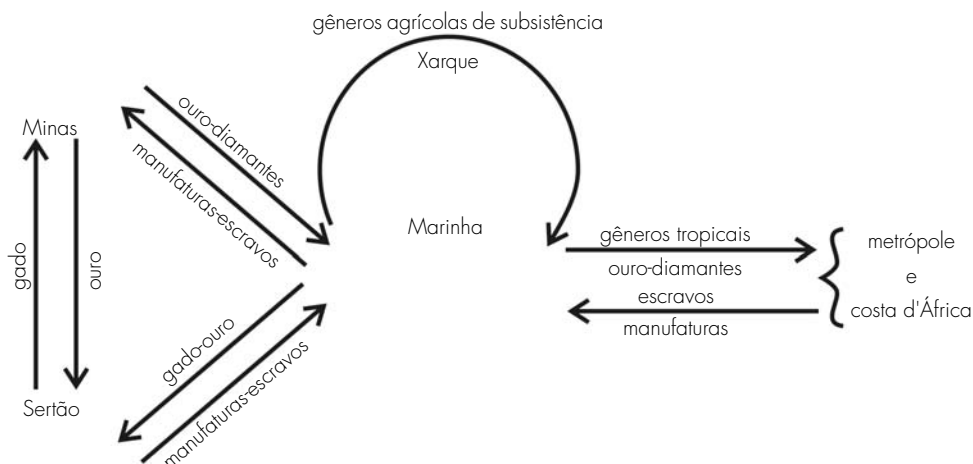 gêneros agrícolas de subsistência
Xarque
Minas
ouro-diamantes
manufaturas-escravos
gado
ouro
Marinha
gêneros tropicais
ouro-diamantes
escravos
manufaturas
metrópole
e
costa d'África
gado-ouro
manufaturas-escravos
Sertão